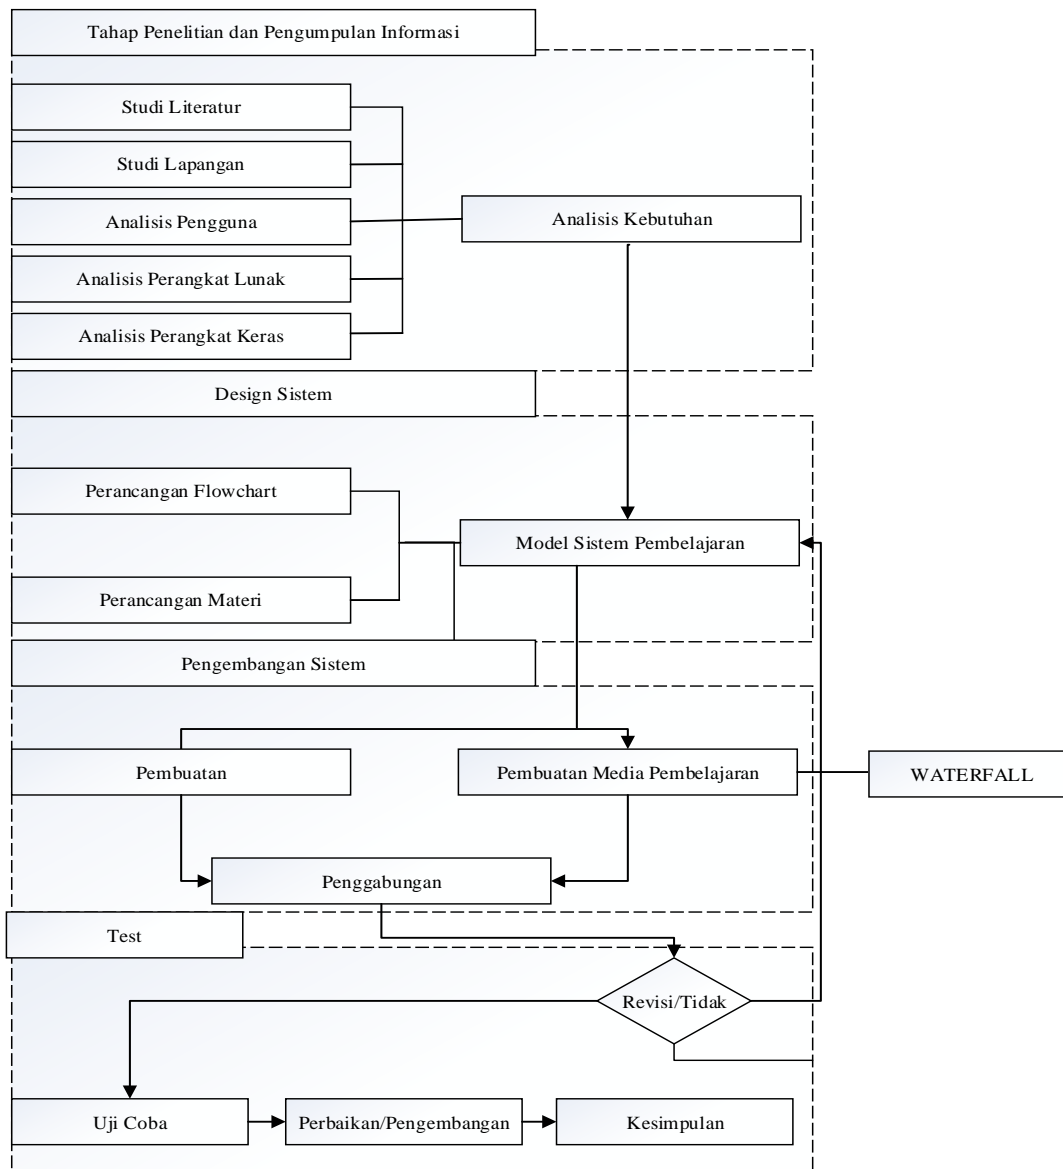 Tahap Penelitian dan Pengumpulan Informasi
Studi Literatur
Studi Lapangan
Analisis Pengguna
Analisis Kebutuhan
Analisis Perangkat Lunak
Analisis Perangkat Keras
Design Sistem
Perancangan Flowchart
Model Sistem Pembelajaran
Perancangan Materi
Pengembangan Sistem
Pembuatan
Pembuatan Media Pembelajaran
WATERFALL
Penggabungan
Test
Revisi/Tidak
Uji Coba
Perbaikan/Pengembangan
Kesimpulan